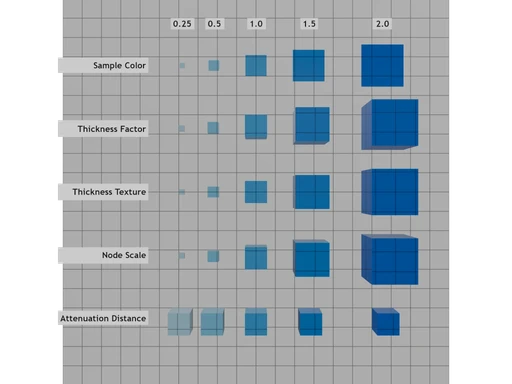 0.25 0.5 1.0 1.5 2.0
Sample Color
Thickness Factor
Thickness Texture
Node Scale
Attenuation Distance